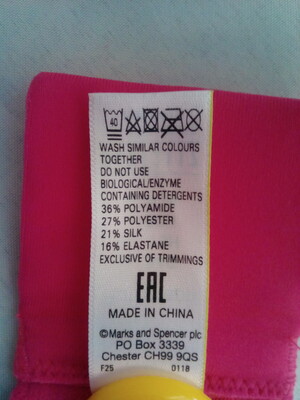 40
WASH SIMILAR COLOURS
TOGETHER
DO NOT USE
BIOLOGICAL/ENZYME
CONTAINING DETERGENTS
36% POLYAMIDE
27% POLYESTER
21% SILK
16% ELASTANE
EXCLUSIVE OF TRIMMINGS
EAC
MADE IN CHINA
©Marks and Spencer plc
PO Box 3339
Chester CH99 9QS
F25 0118